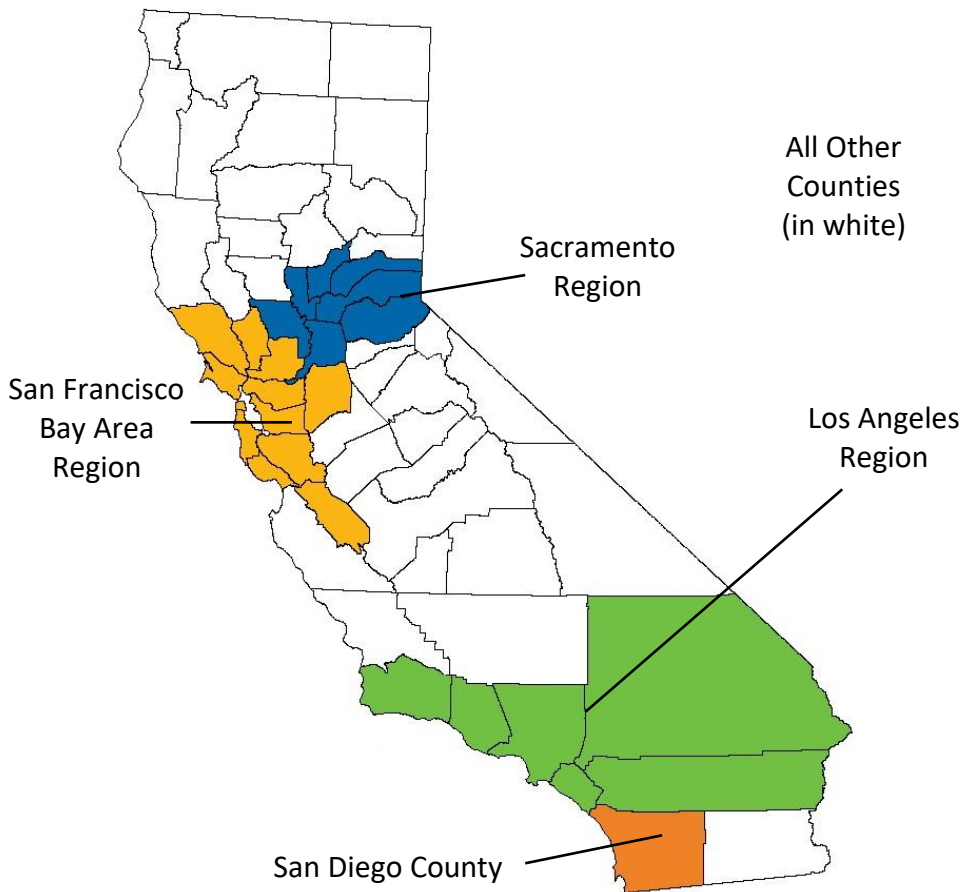 All Other
Counties
(in white)
Sacramento
Region
San Francisco
Bay Area
Region
Los Angeles
Region
San Diego County